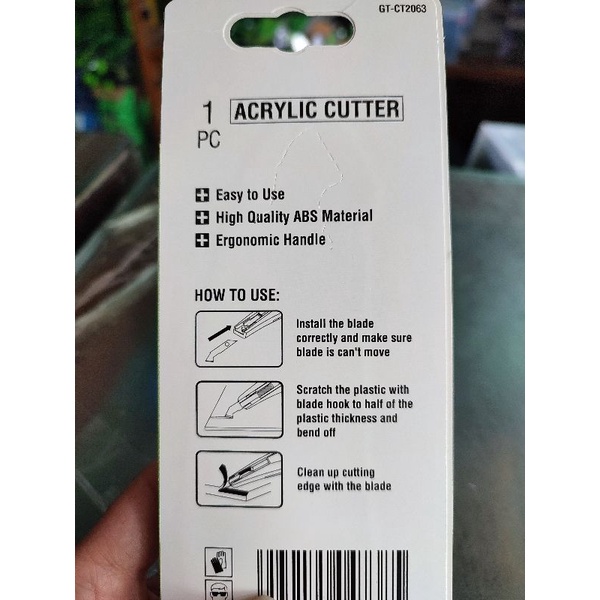 GT-CT2063
1 PC
ACRYLIC CUTTER
Easy to Use
High Quality ABS Material
Ergonomic Handle
HOW TO USE:
Install the blade
correctly and make sure
blade is can't move
Scratch the plastic with
blade hook to half of the
plastic thickness and
bend off
Clean up cutting
edge with the blade